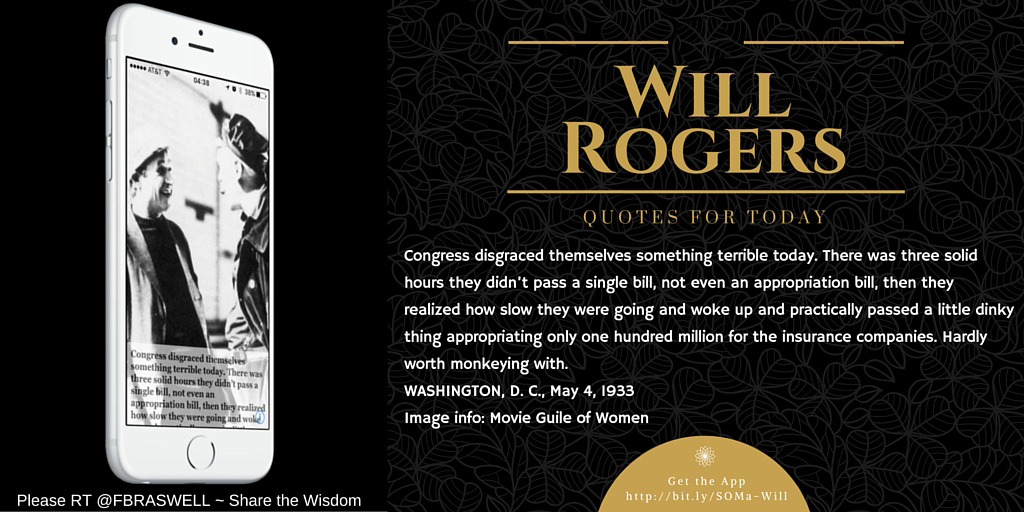 AT&T
04:38
38%
Congress disgraced themselves
something terrible today. There was
three solid hours they didn't pass a
single bill, not even an
appropriation bill, then they realized
how slow they were going and woke
Please RT @FBRASWELL ~ Share the Wisdom
WILL
ROGERS
QUOTES FOR TODAY
Congress disgraced themselves something terrible today. There was three solid
hours they didn't pass a single bill, not even an appropriation bill, then they
realized how slow they were going and woke up and practically passed a little dinky
thing appropriating only one hundred million for the insurance companies. Hardly
worth monkeying with.
WASHINGTON, D. C., May 4, 1933
Image info: Movie Guile of Women
Get the App
http://bit.ly/SOMa-Will